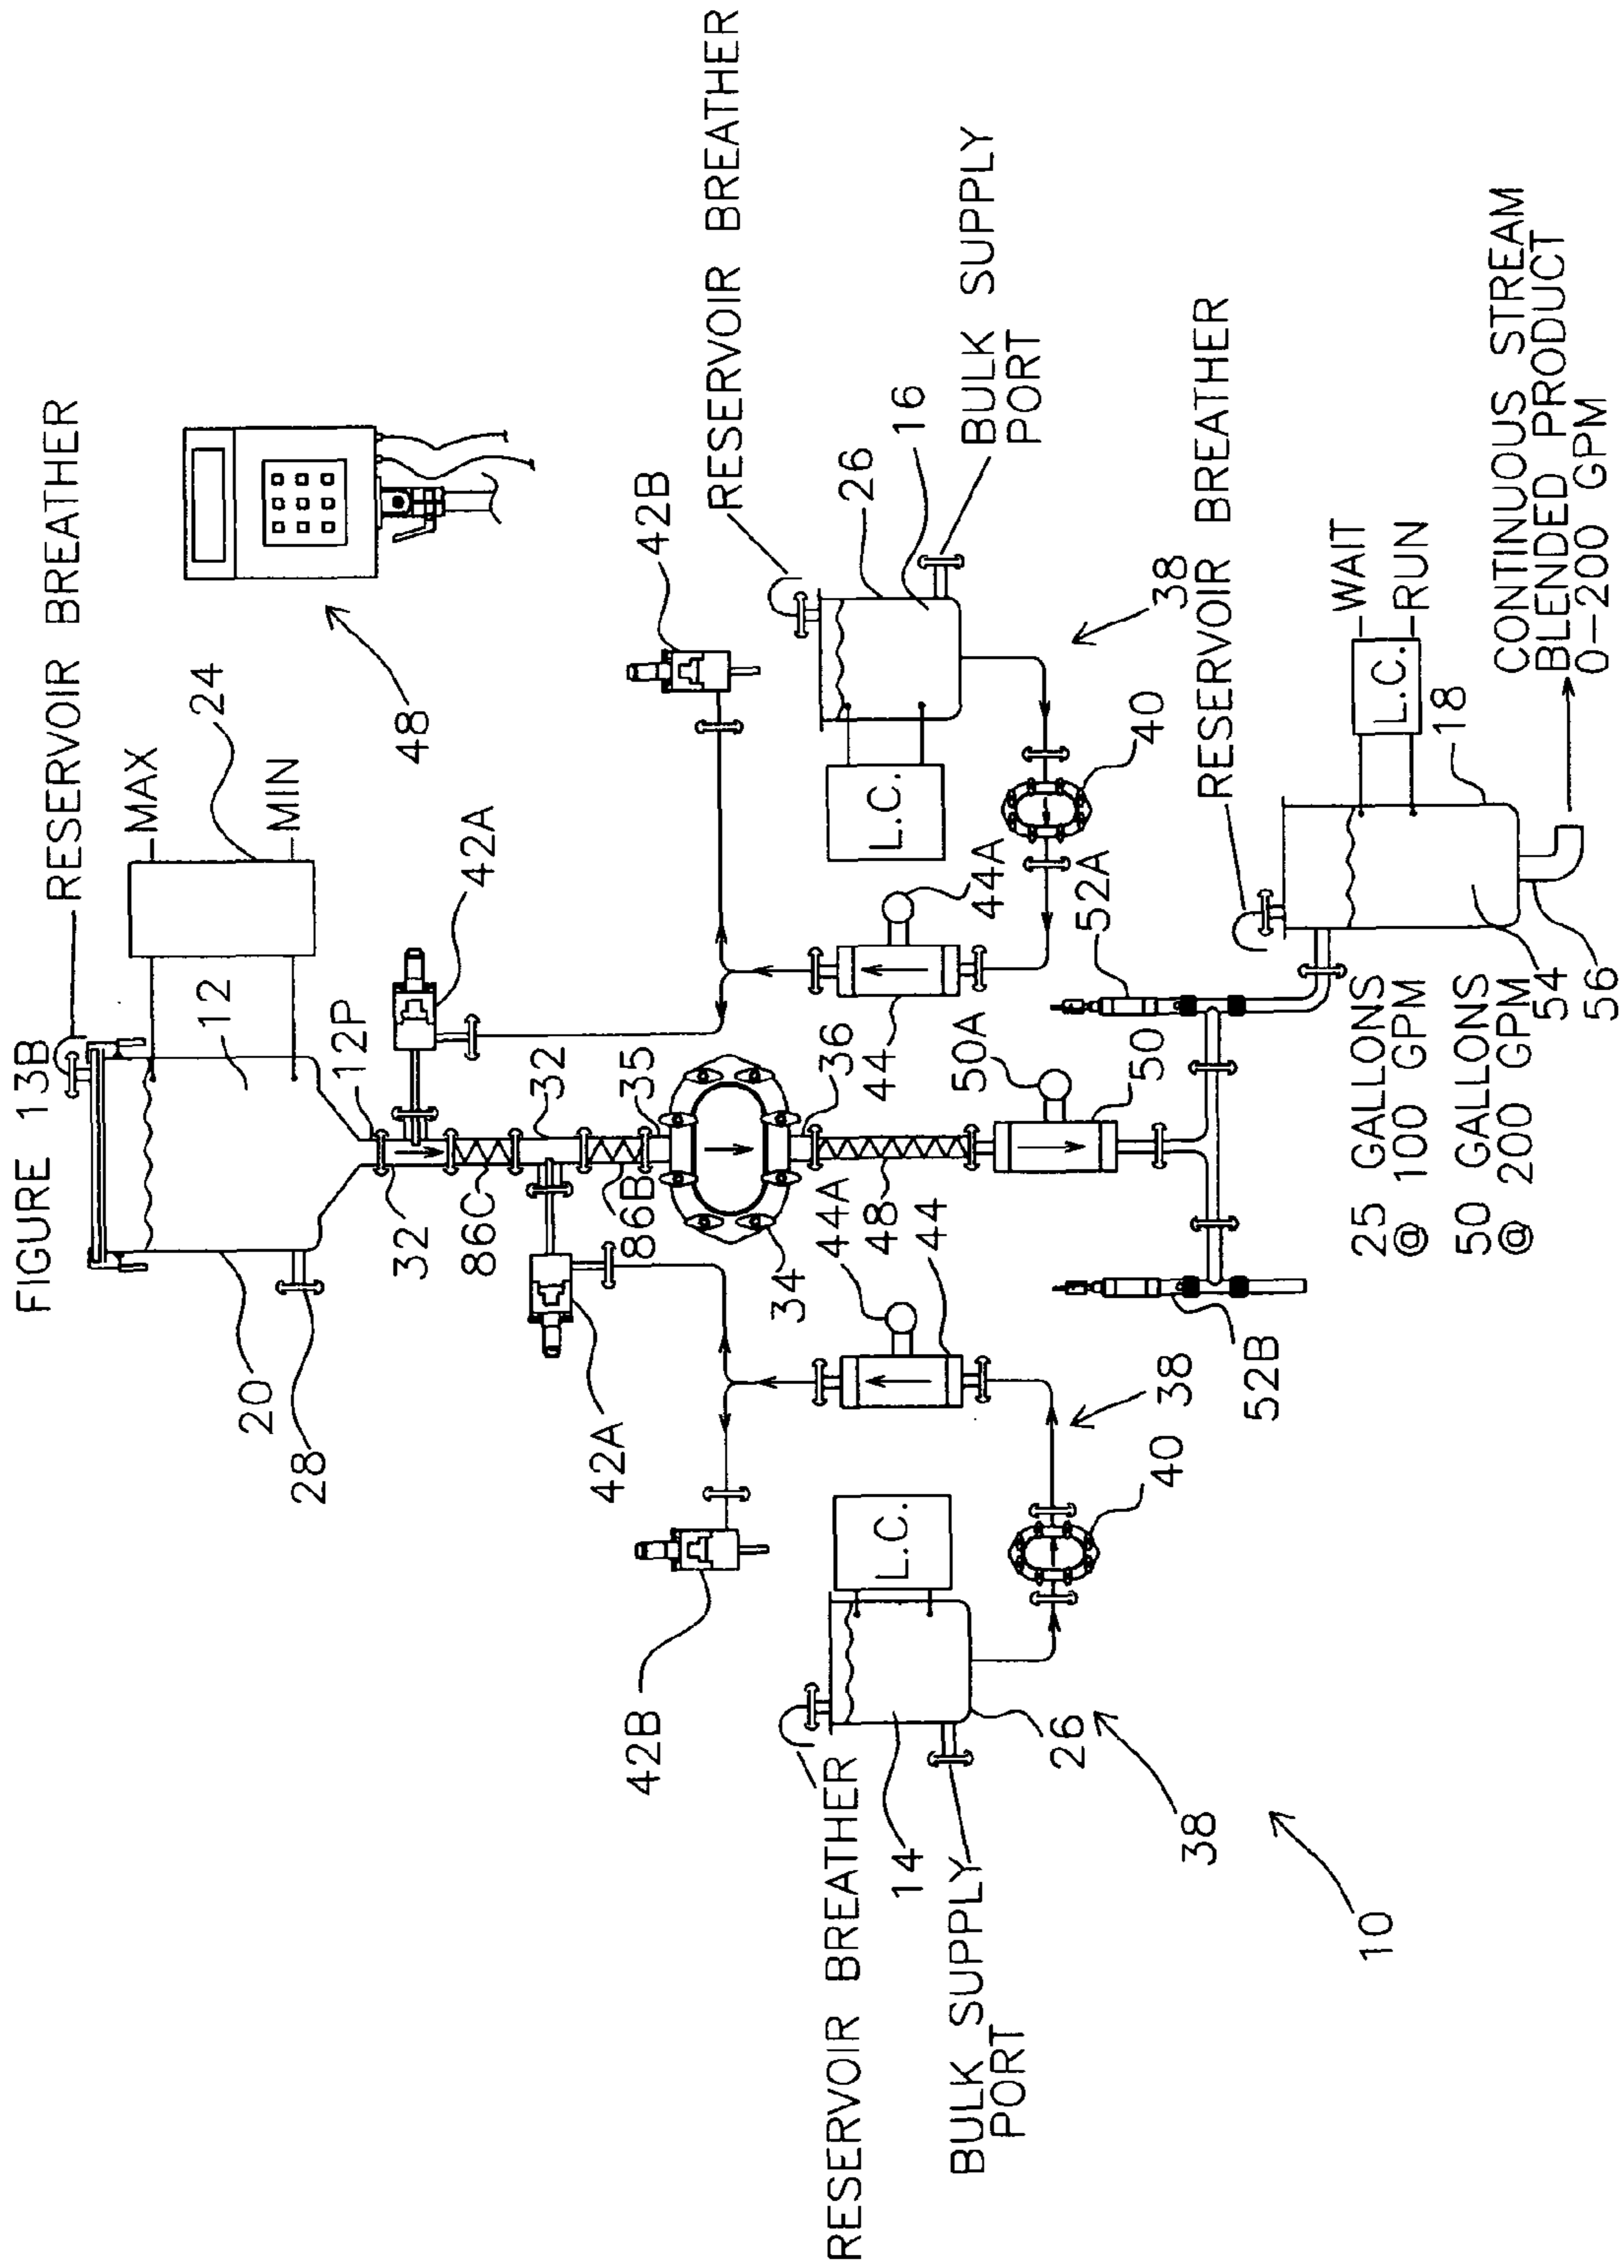 FIGURE 13B
RESERVOIR BREATHER
MAX
24
MIN
12
20
28
12P
32
42A
48
86C
32
42A
86B
35
34
36
42B
42B
RESERVOIR BREATHER
26
16
BULK SUPPLY
PORT
L.C.
38
40
44A
44
44A
44
48
50A
50
L.C.
RESERVOIR BREATHER
14
26
BULK SUPPLY
PORT
38
40
38
10
52A
52B
RESERVOIR BREATHER
WAIT
L.C.
RUN
18
25 GALLONS
@ 100 GPM
50 GALLONS
@ 200 GPM
54
56
CONTINUOUS STREAM
BLENDED PRODUCT
0-200 GPM